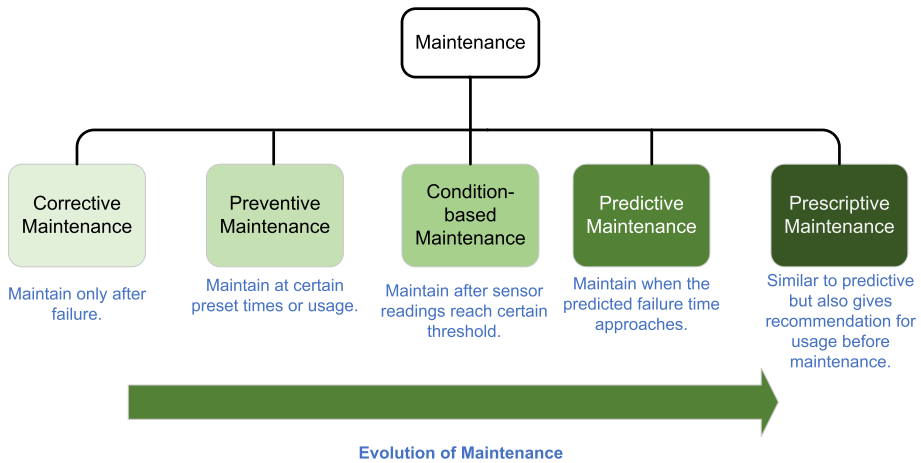 Maintenance
Corrective
Maintenance
Preventive
Maintenance
Condition-
based
Maintenance
Predictive
Maintenance
Prescriptive
Maintenance
Maintain only after
failure.
Maintain at certain
preset times or usage.
Maintain after sensor
readings reach certain
threshold.
Maintain when the
predicted failure time
approaches.
Similar to predictive
but also gives
recommendation for
usage before
maintenance.
Evolution of Maintenance